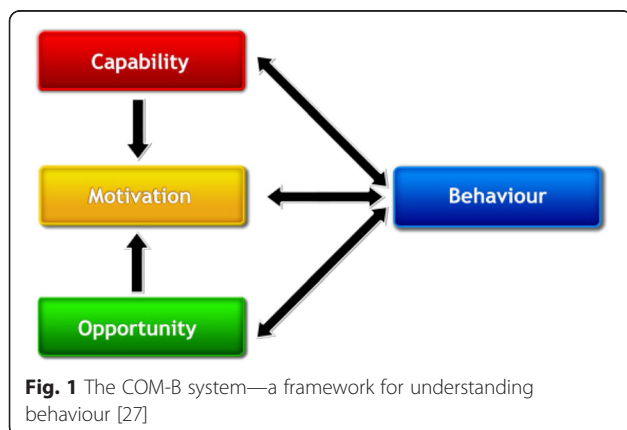 Capability
Motivation
Behaviour
Opportunity
Fig. 1 The COM-B system—a framework for understanding
behaviour [27]